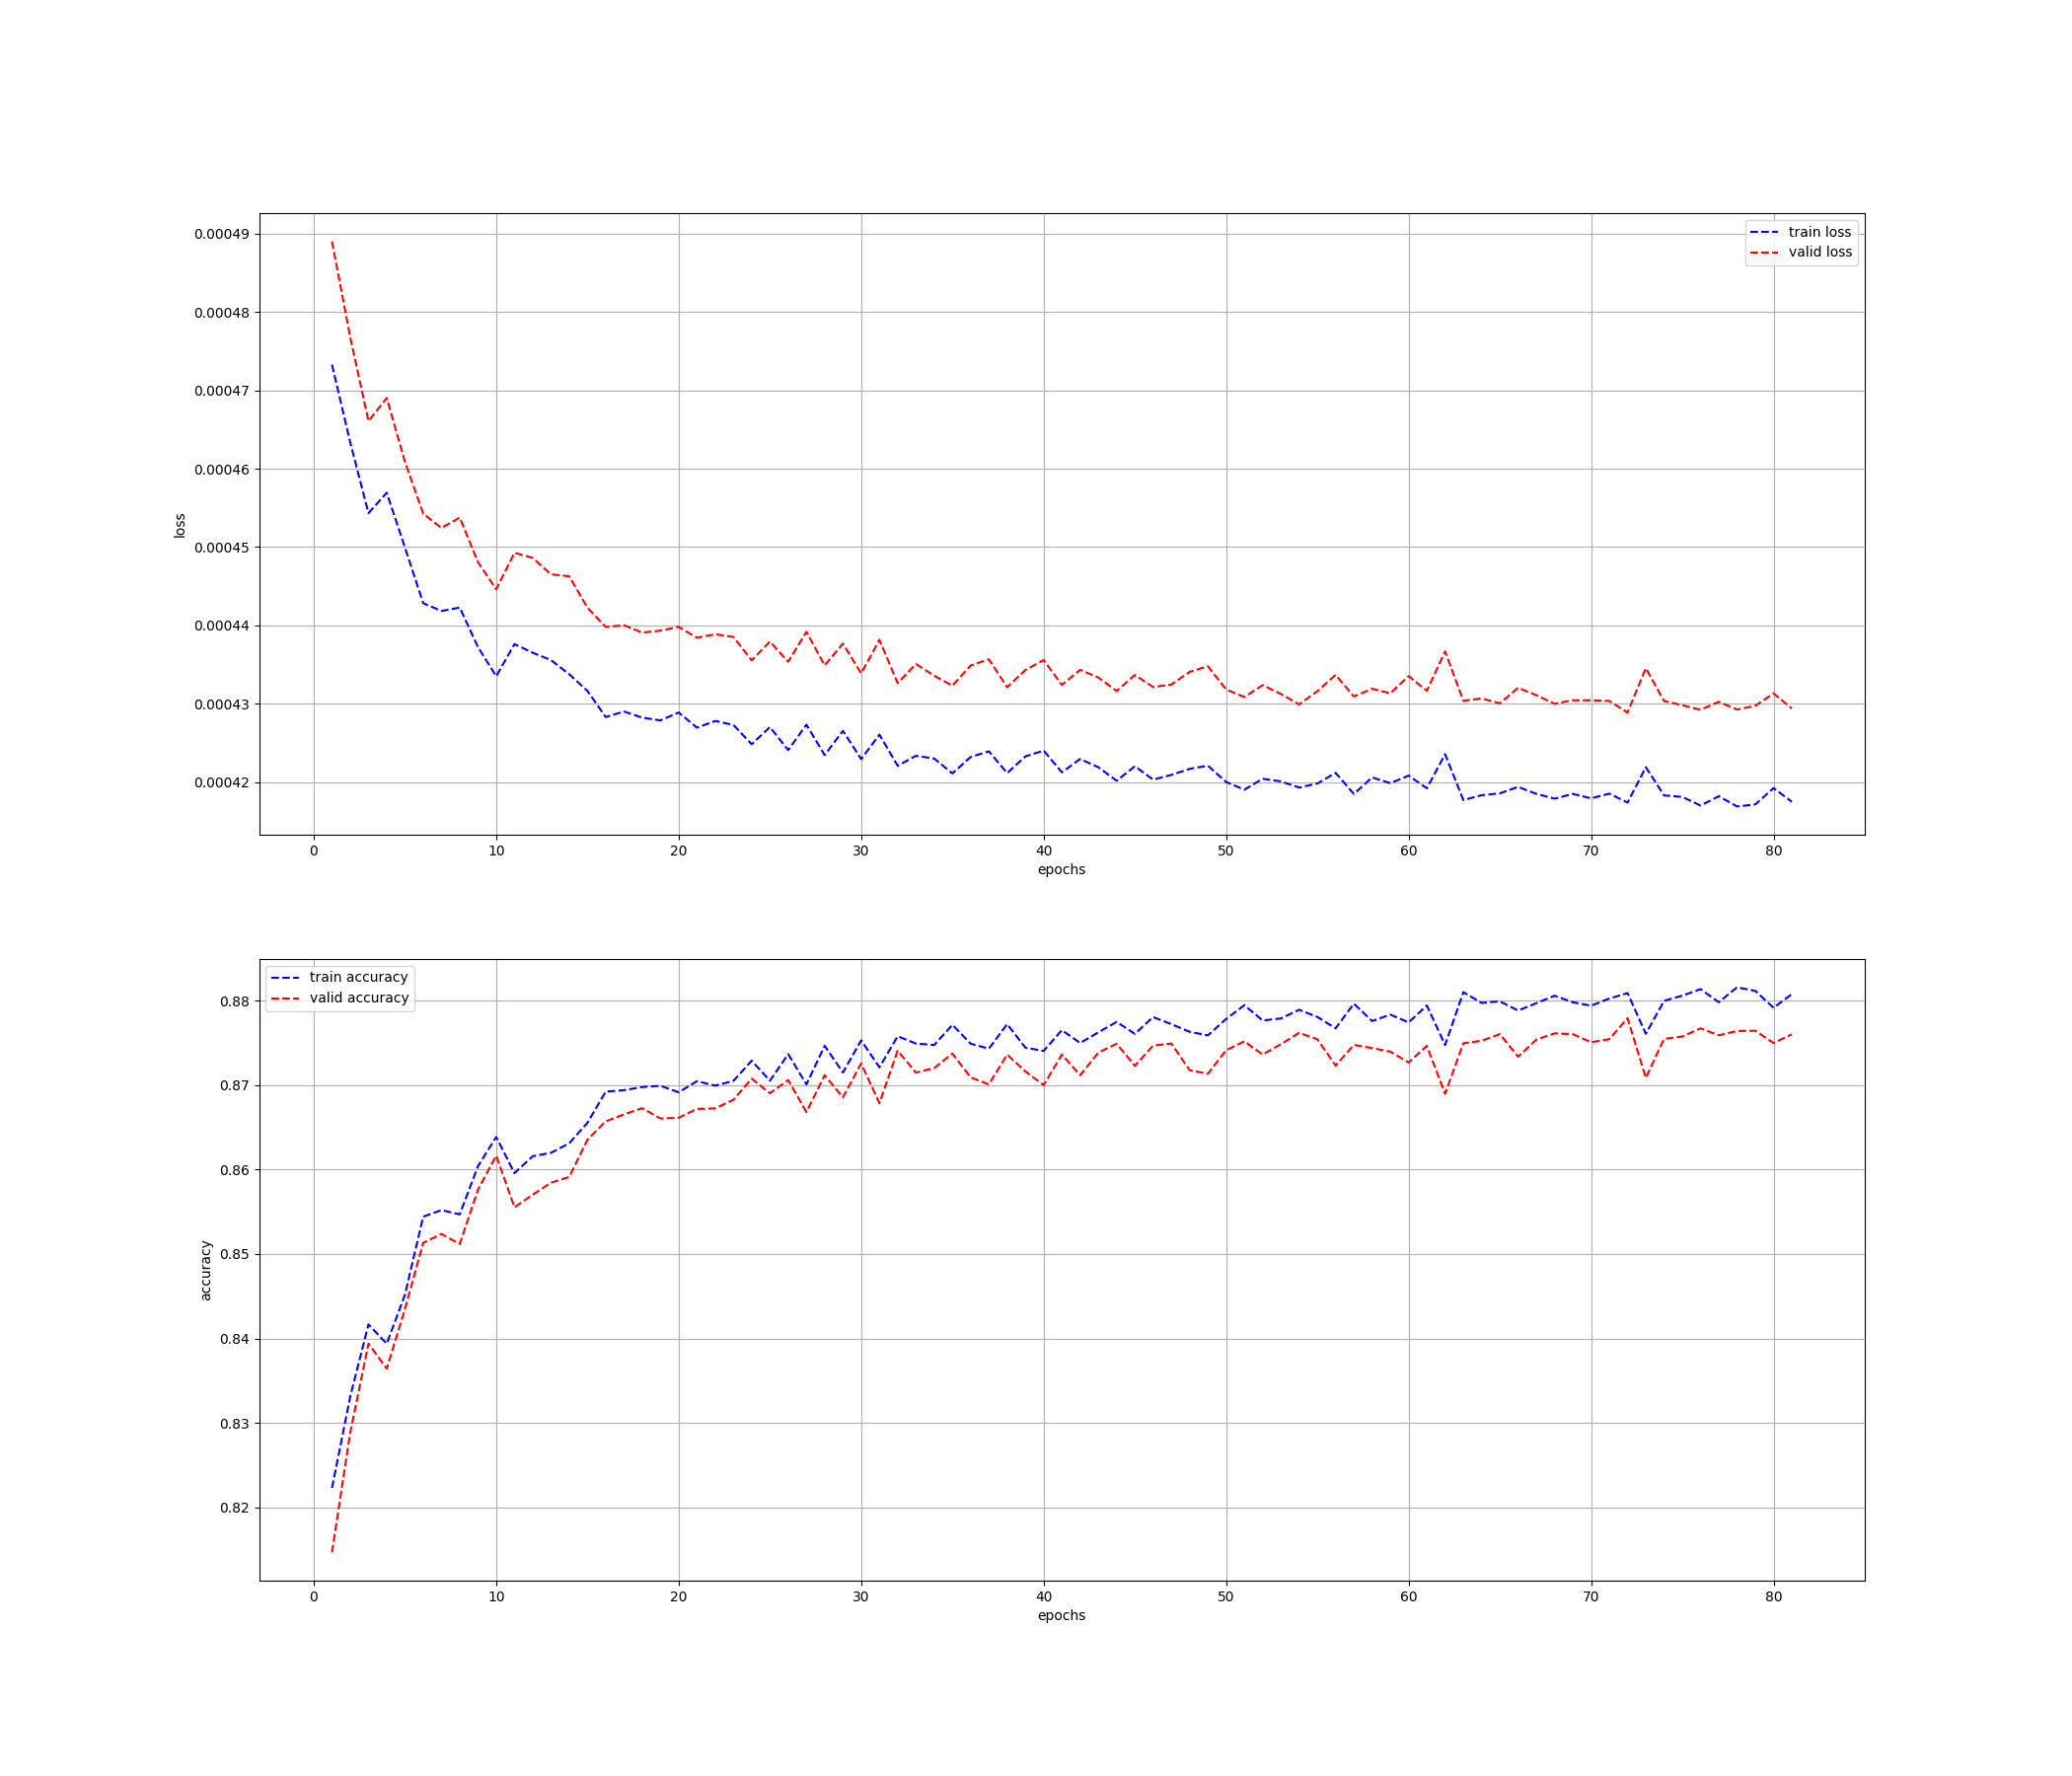 train loss
valid loss
0.00049
0.00048
0.00047
0.00046
0.00045
0.00044
0.00043
0.00042
loss
0 10 20 30 40 50 60 70 80
epochs
train accuracy
valid accuracy
0.88
0.87
0.86
0.85
0.84
0.83
0.82
accuracy
0 10 20 30 40 50 60 70 80
epochs